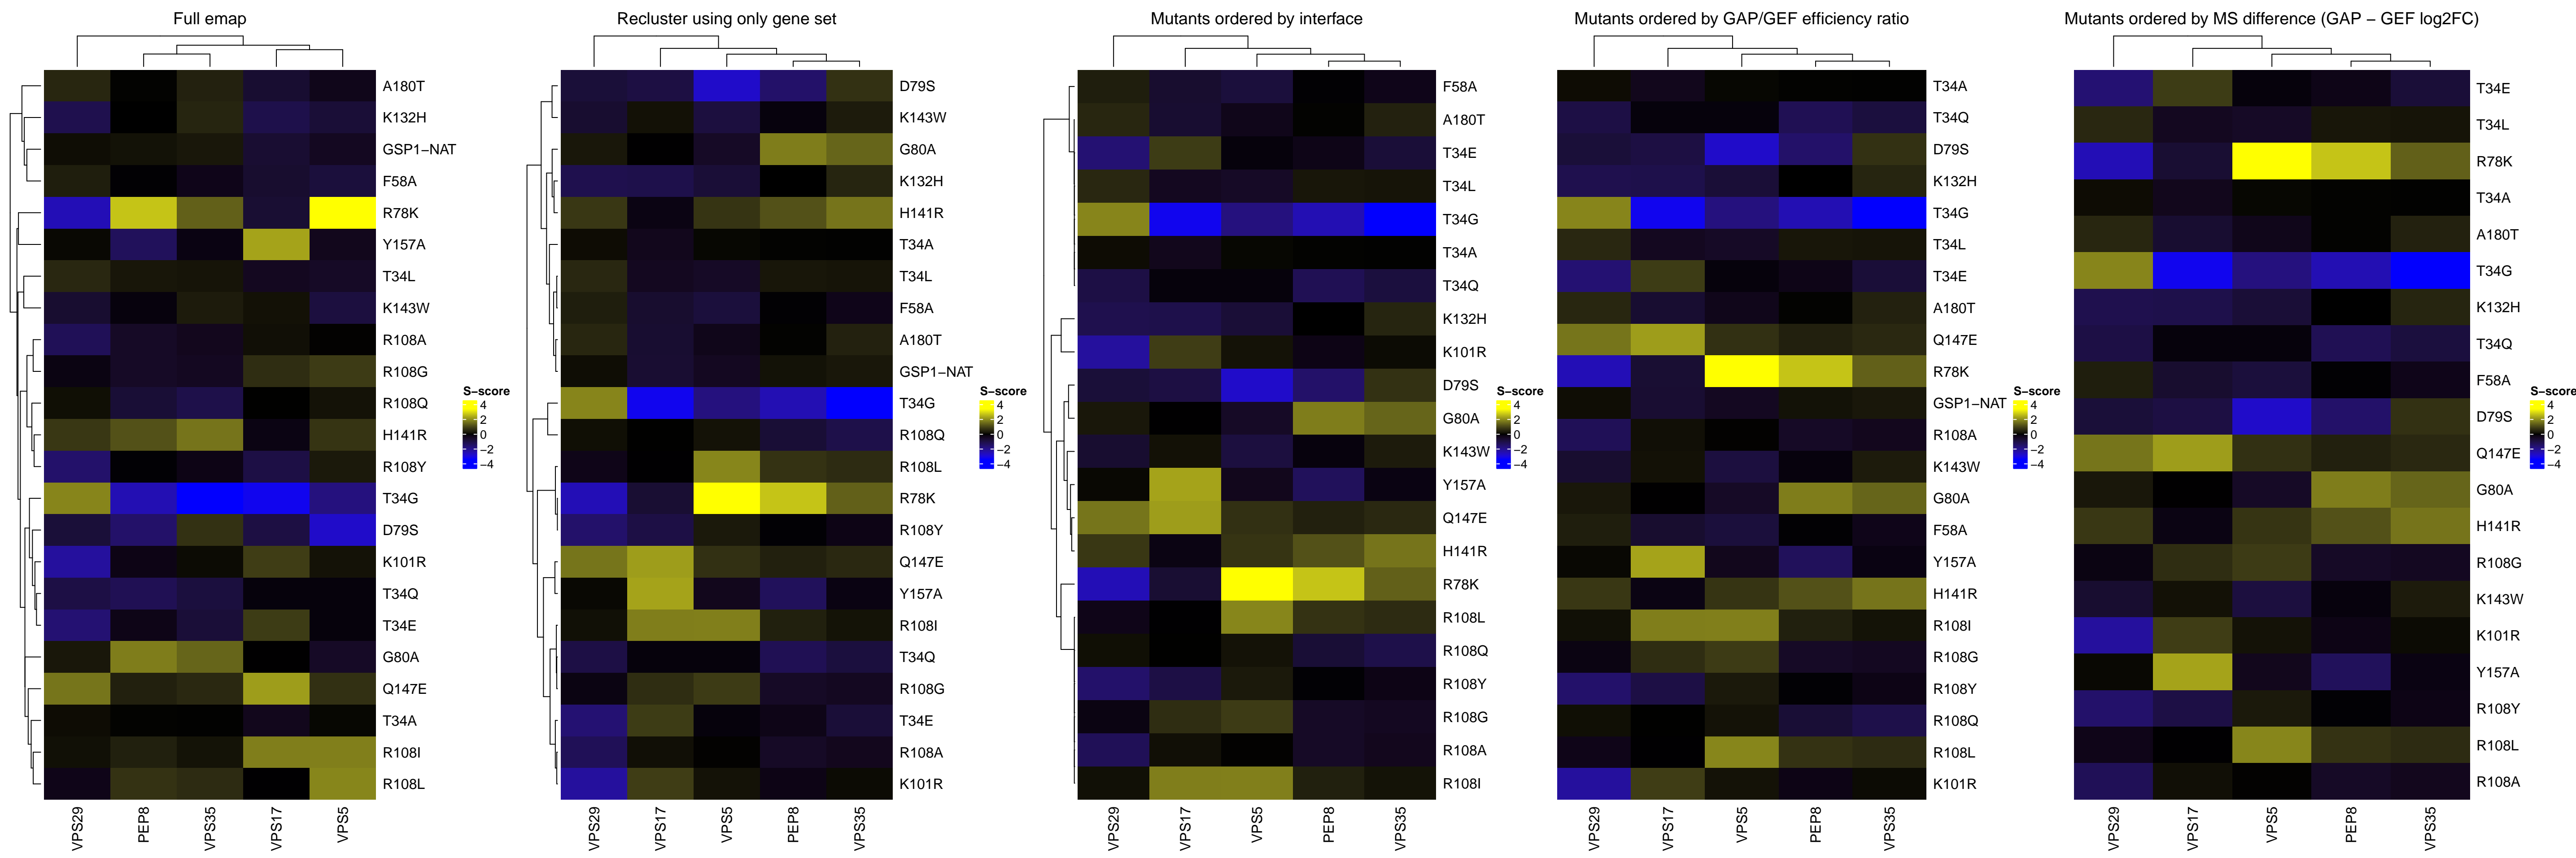 Full emap
A180T
K132H
GSP1−NAT
F58A
R78K
Y157A
T34L
K143W
R108A
R108G
R108Q
H141R
R108Y
T34G
D79S
K101R
T34Q
T34E
G80A
Q147E
T34A
R108I
R108L
VPS29
PEP8
VPS35
VPS17
VPS5
S−score
4
2
0
−2
−4
Recluster using only gene set
D79S
K143W
G80A
K132H
H141R
T34A
T34L
F58A
A180T
GSP1−NAT
T34G
R108Q
R108L
R78K
R108Y
Q147E
Y157A
R108I
T34Q
R108G
T34E
R108A
K101R
VPS29
VPS17
VPS5
PEP8
VPS35
S−score
4
2
0
−2
−4
Mutants ordered by interface
F58A
A180T
T34E
T34L
T34G
T34A
T34Q
K132H
K101R
D79S
G80A
K143W
Y157A
Q147E
H141R
R78K
R108L
R108Q
R108Y
R108G
R108A
R108I
VPS29
VPS17
VPS5
PEP8
VPS35
S−score
4
2
0
−2
−4
Mutants ordered by GAP/GEF efficiency ratio
T34A
T34Q
D79S
K132H
T34G
T34L
T34E
A180T
Q147E
R78K
GSP1−NAT
R108A
K143W
G80A
F58A
Y157A
H141R
R108I
R108G
R108Y
R108Q
R108L
K101R
VPS29
VPS17
VPS5
PEP8
VPS35
S−score
4
2
0
−2
−4
Mutants ordered by MS difference (GAP − GEF log2FC)
T34E
T34L
R78K
T34A
A180T
T34G
K132H
T34Q
F58A
D79S
Q147E
G80A
H141R
R108G
K143W
K101R
Y157A
R108Y
R108L
R108A
VPS29
VPS17
VPS5
PEP8
VPS35
S−score
4
2
0
−2
−4